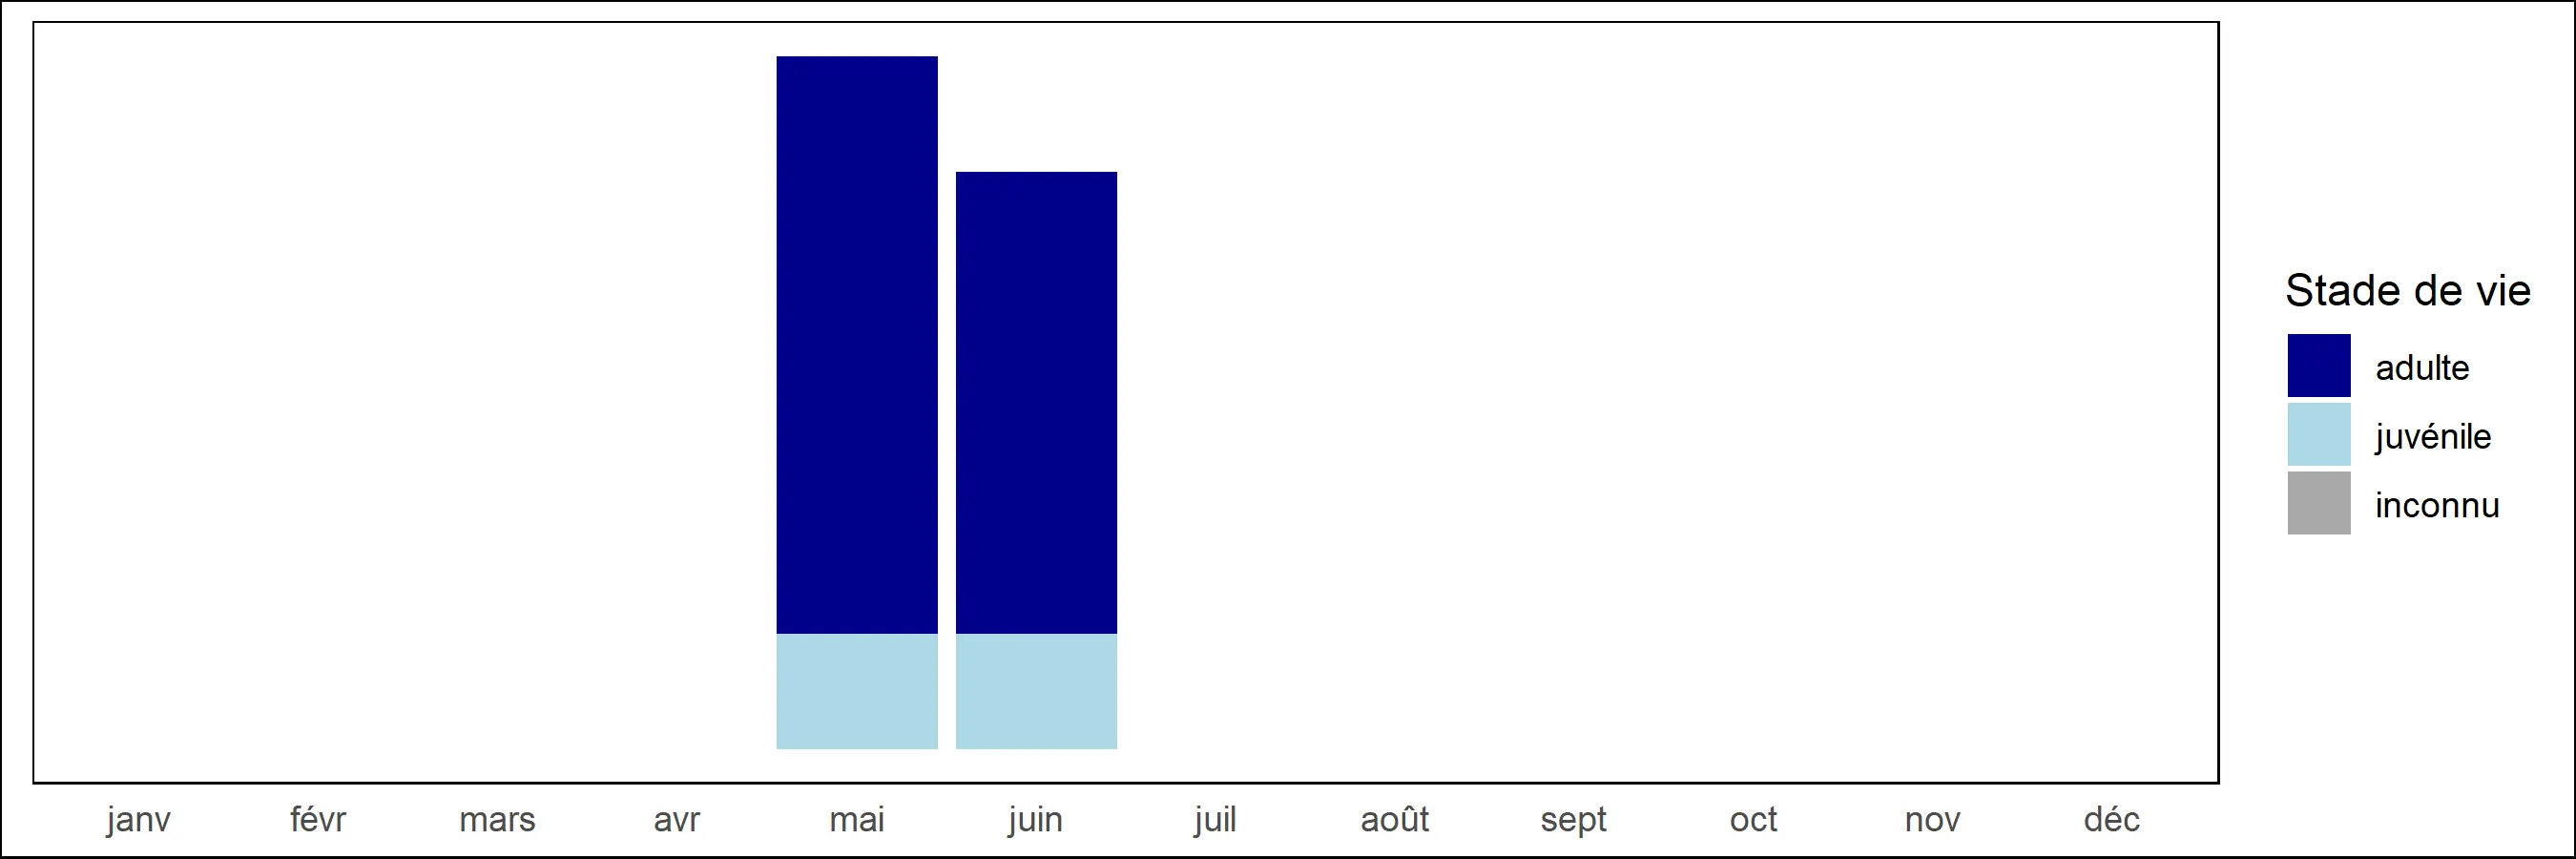 Stade de vie
adulte
juvénile
inconnu
janv févr mars avr mai juin juil août sept oct nov déc